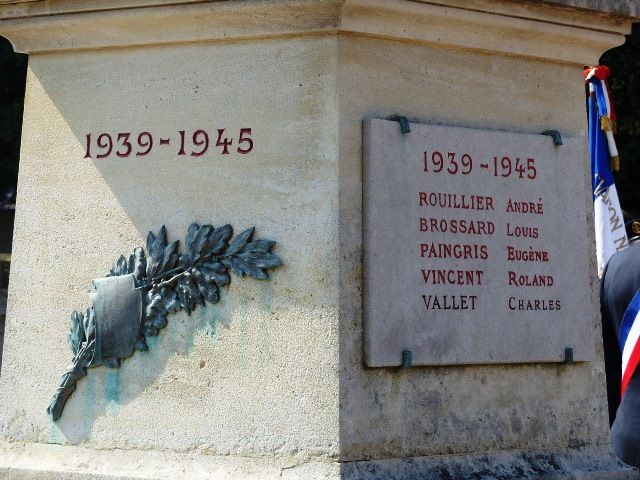 1939-1945
1939-1945
ROUILLIER ANDRÉ
BROSSARD LOUIS
PAINGRIS EUGÈNE
VINCENT ROLAND
VALLET CHARLES